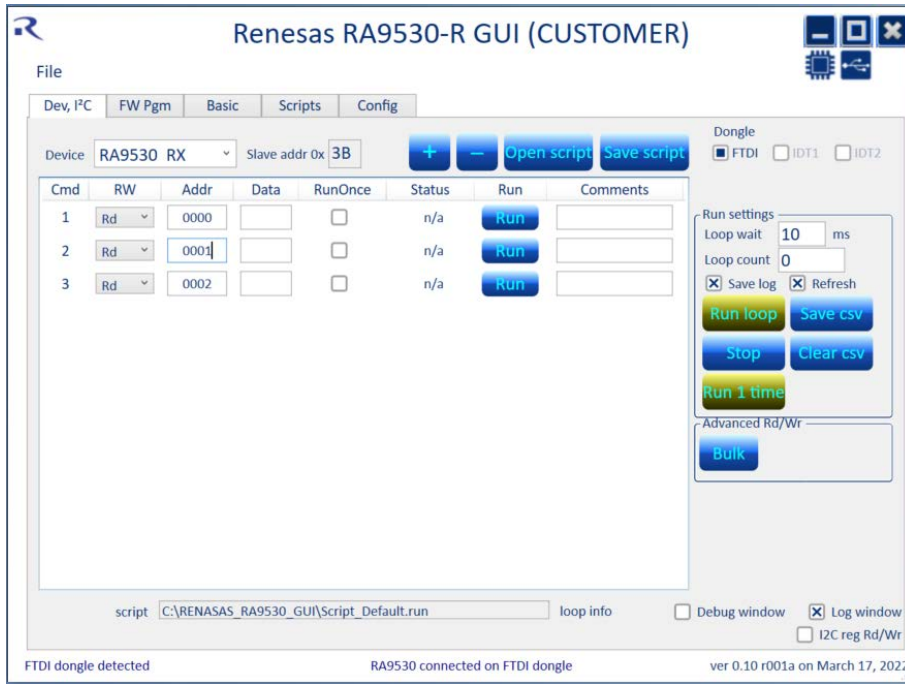 Renesas RA9530-R GUI (CUSTOMER)
File
Dev, I²C FW Pgm Basic Scripts Config
Device RA9530 RX Slave addr 0x 3B + – Open script Save script
Dongle
FTDI IDT1 IDT2
Cmd RW Addr Data RunOnce Status Run Comments
1 Rd 0000 n/a Run
2 Rd 0001 n/a Run
3 Rd 0002 n/a Run
Run settings
Loop wait 10 ms
Loop count 0
Save log Refresh
Run loop Save csv
Stop Clear csv
Run 1 time
Advanced Rd/Wr
Bulk
script C:\RENASAS_RA9530_GUI\Script_Default.run loop info Debug window Log window
I2C reg Rd/Wr
FTDI dongle detected RA9530 connected on FTDI dongle ver 0.10 r001a on March 17, 2022